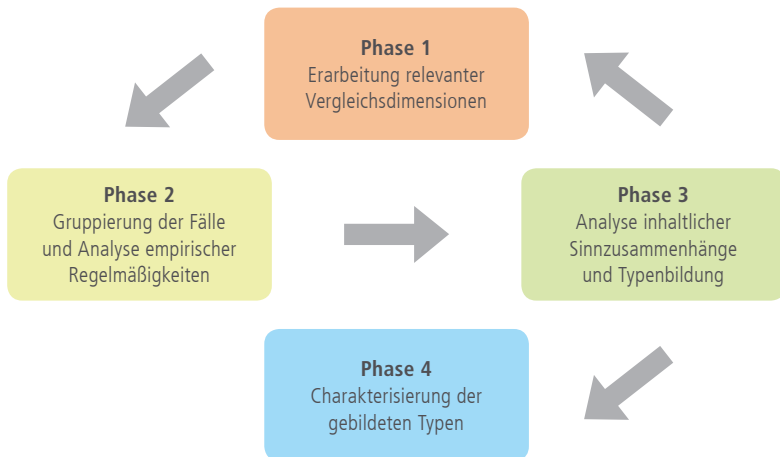 Phase 1
Erarbeitung relevanter
Vergleichsdimensionen
Phase 2
Gruppierung der Fälle
und Analyse empirischer
Regelmäßigkeiten
Phase 3
Analyse inhaltlicher
Sinnzusammenhänge
und Typenbildung
Phase 4
Charakterisierung der
gebildeten Typen